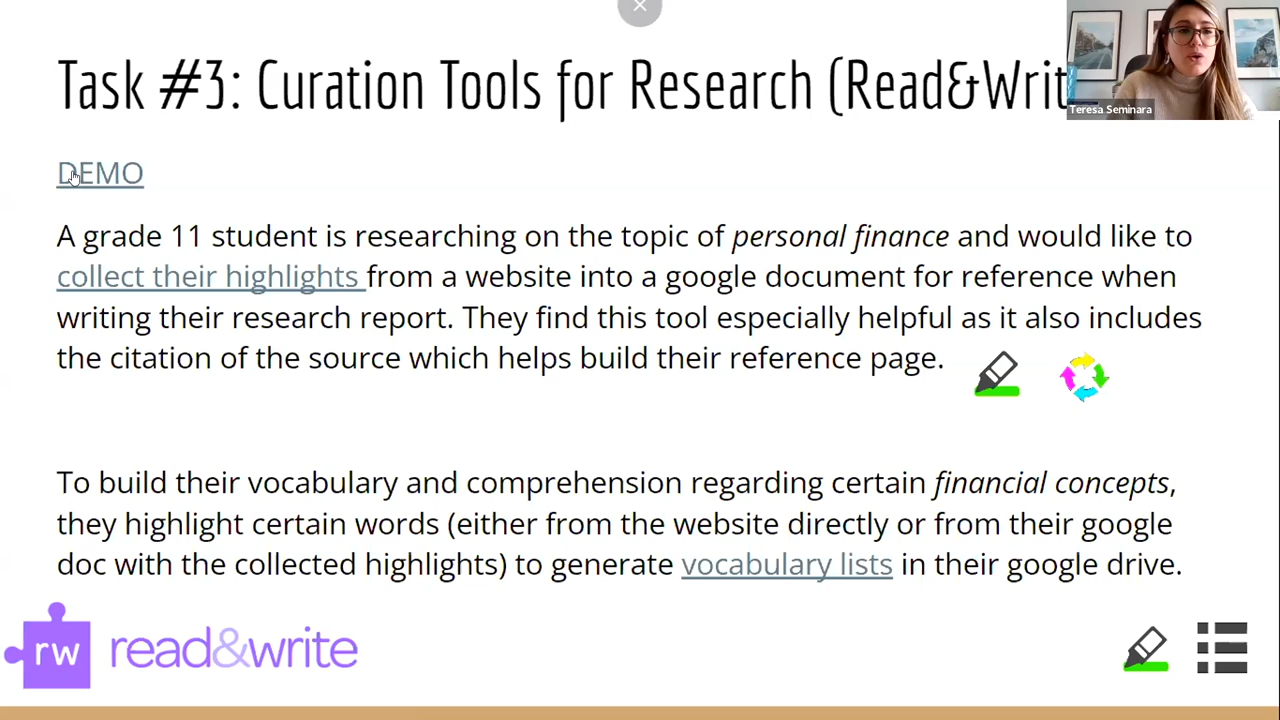 Task #3: Curation Tools for Research (Read&Writ
Teresa Seminara
DEMO
A grade 11 student is researching on the topic of personal finance and would like to
collect their highlights from a website into a google document for reference when
writing their research report. They find this tool especially helpful as it also includes
the citation of the source which helps build their reference page.
To build their vocabulary and comprehension regarding certain financial concepts,
they highlight certain words (either from the website directly or from their google
doc with the collected highlights) to generate vocabulary lists in their google drive.
rw read&write